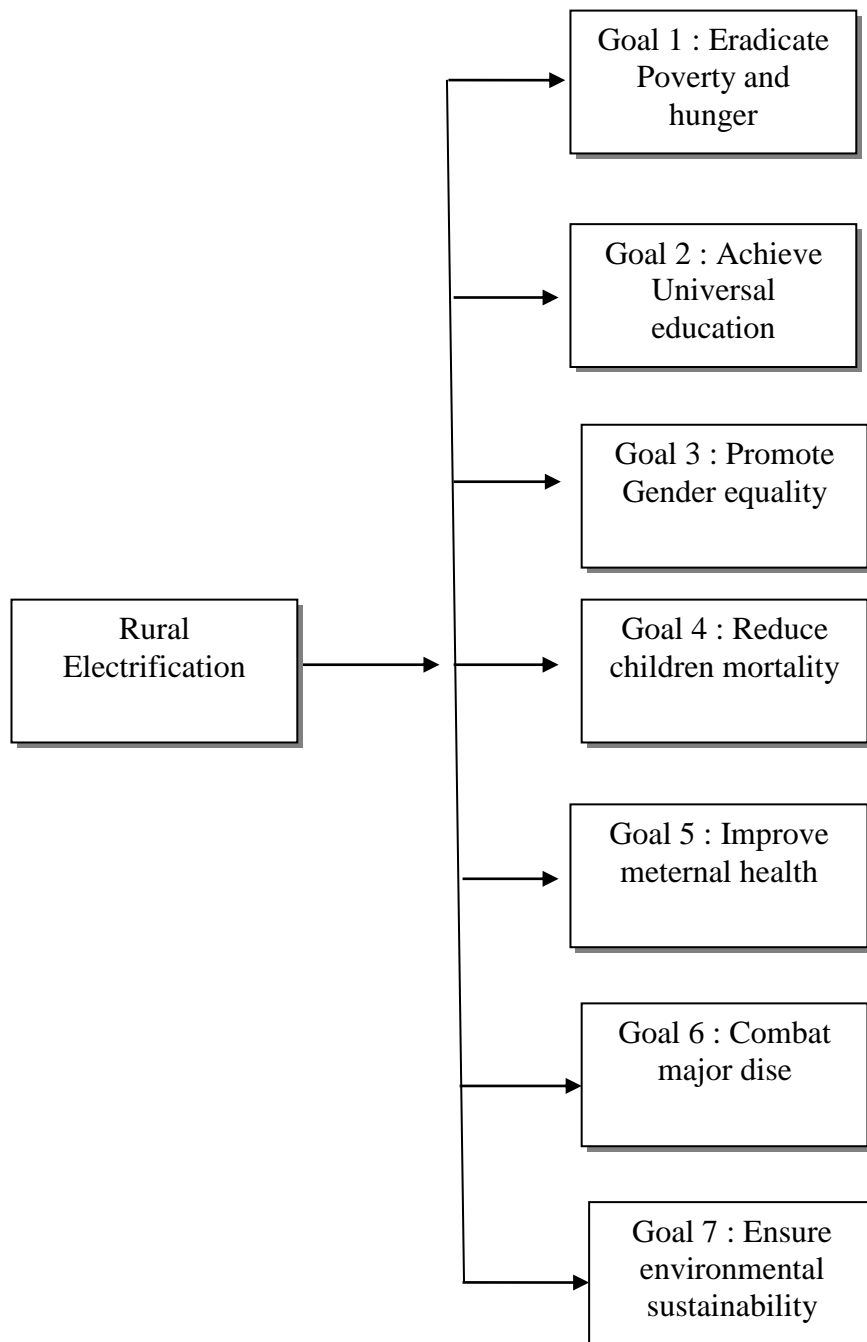 Goal 1 : Eradicate
Poverty and
hunger
Goal 2 : Achieve
Universal
education
Goal 3 : Promote
Gender equality
Rural
Electrification
Goal 4 : Reduce
children mortality
Goal 5 : Improve
meternal health
Goal 6 : Combat
major dise
Goal 7 : Ensure
environmental
sustainability